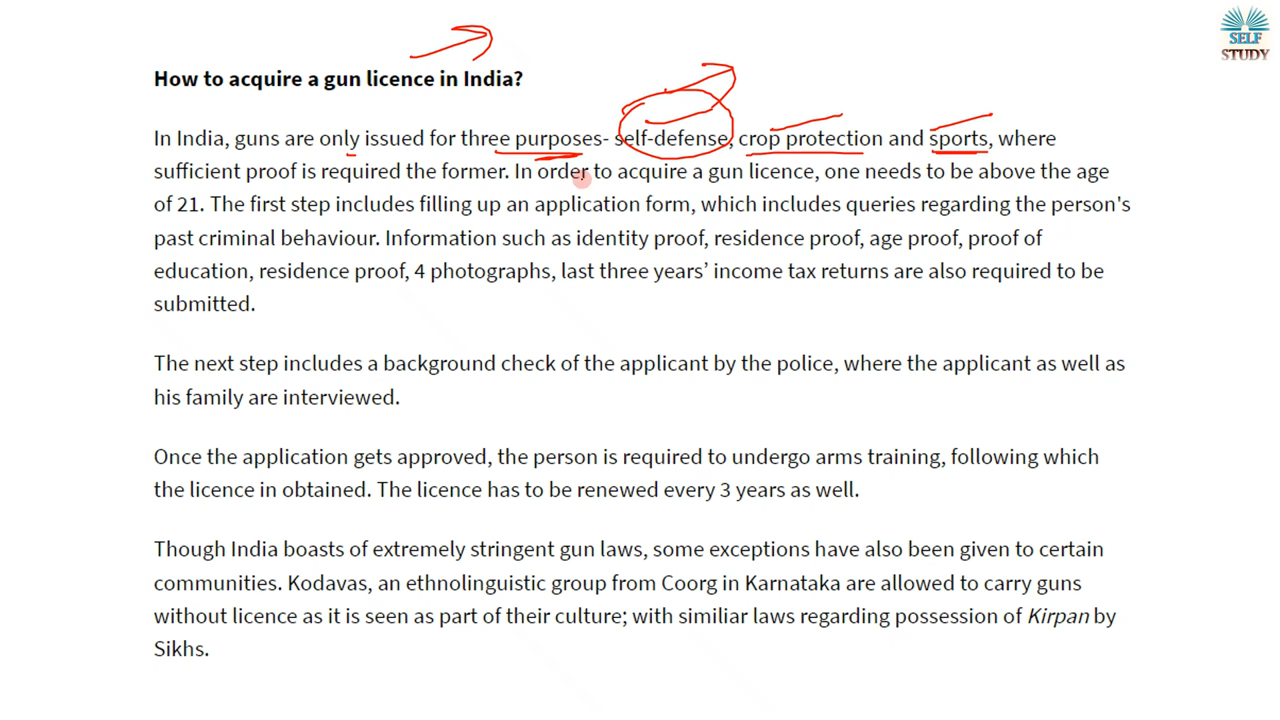 SELF
STUDY
How to acquire a gun licence in India?
In India, guns are only issued for three purposes- self-defense, crop protection and sports, where
sufficient proof is required the former. In order to acquire a gun licence, one needs to be above the age
of 21. The first step includes filling up an application form, which includes queries regarding the person's
past criminal behaviour. Information such as identity proof, residence proof, age proof, proof of
education, residence proof, 4 photographs, last three years’ income tax returns are also required to be
submitted.
The next step includes a background check of the applicant by the police, where the applicant as well as
his family are interviewed.
Once the application gets approved, the person is required to undergo arms training, following which
the licence in obtained. The licence has to be renewed every 3 years as well.
Though India boasts of extremely stringent gun laws, some exceptions have also been given to certain
communities. Kodavas, an ethnolinguistic group from Coorg in Karnataka are allowed to carry guns
without licence as it is seen as part of their culture; with similiar laws regarding possession of Kirpan by
Sikhs.